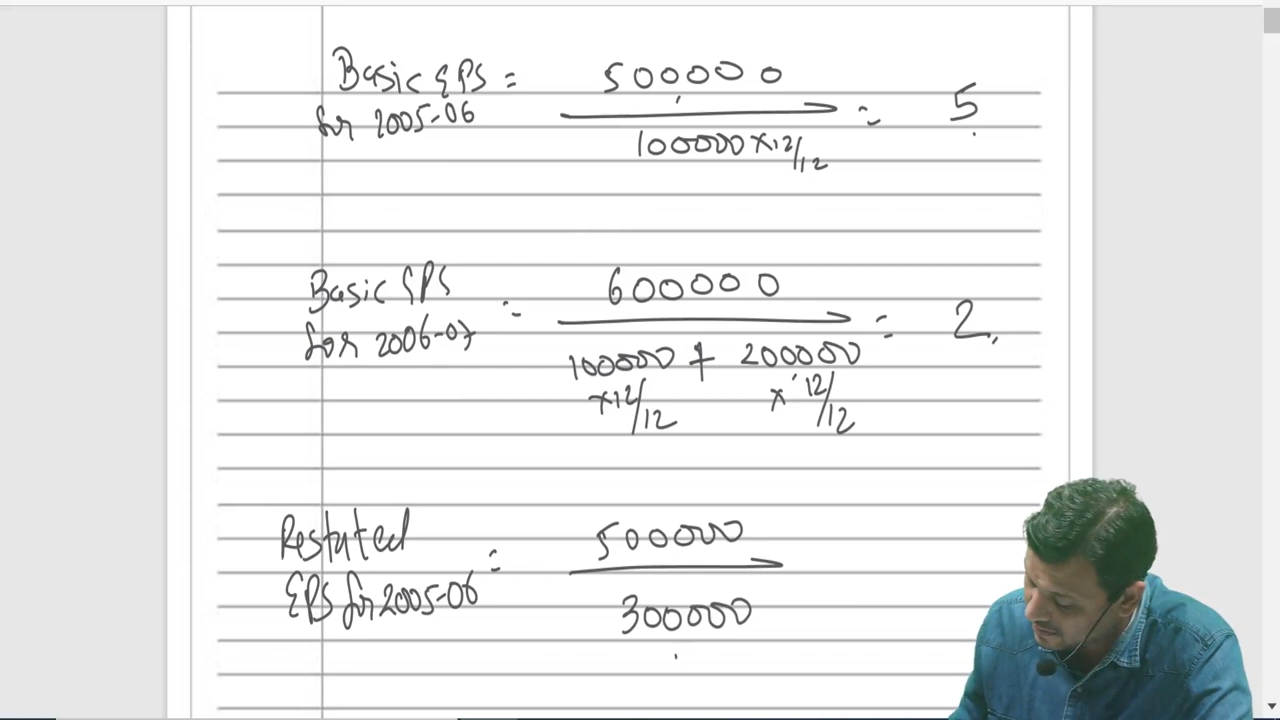 Basic EPS = 500000 = 5
for 2005-06 100000 x 12/12
Basic EPS = 600000 = 2
for 2006-07 100000 + 200000
x 12/12 x 12/12
Restated = 500000
EPS for 2005-06 300000